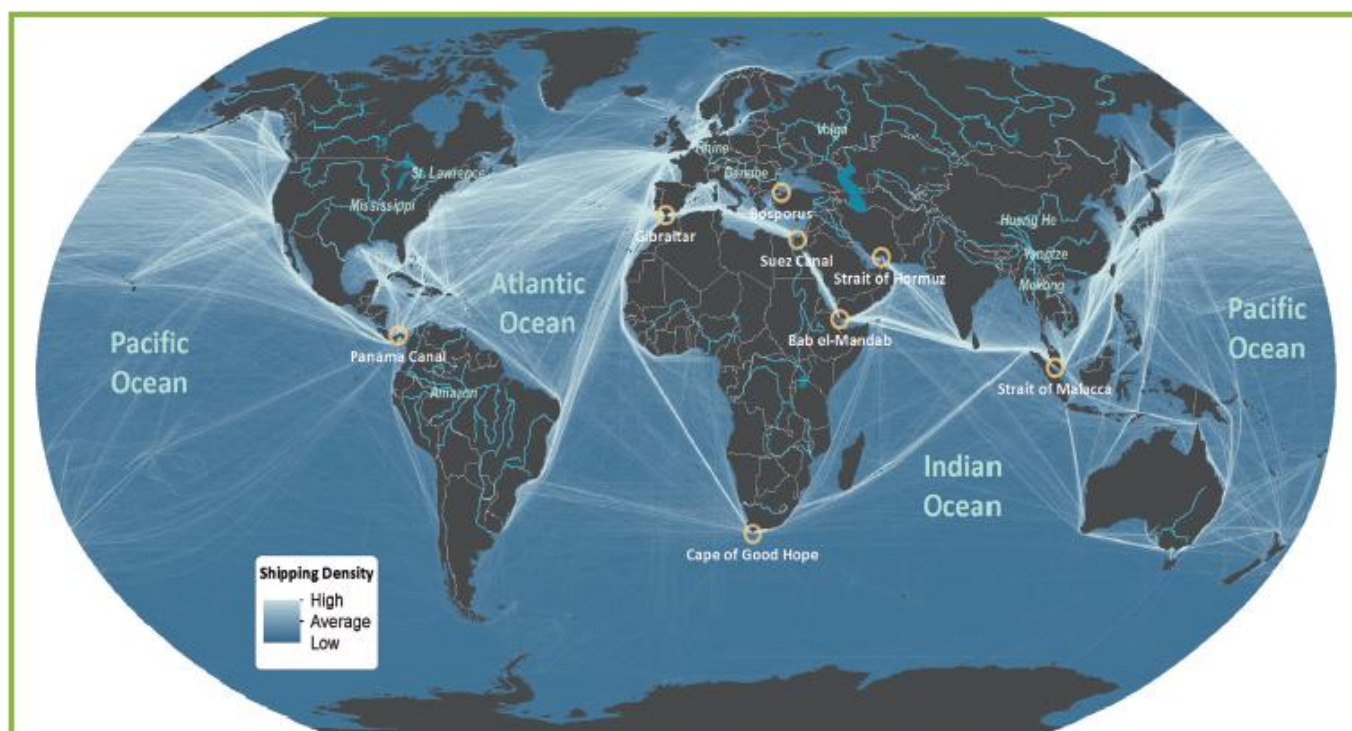 Volga
Rhine
St. Lawrence
Danube
Mississippi
Bosporus
Huang He
Gibraltar
Suez Canal
Yangtze
Strait of Hormuz
Mekong
Atlantic
Ocean
Pacific
Ocean
Bab el-Mandab
Pacific
Ocean
Panama Canal
Strait of Malacca
Amazon
Indian
Ocean
Cape of Good Hope
Shipping Density
High
Average
Low